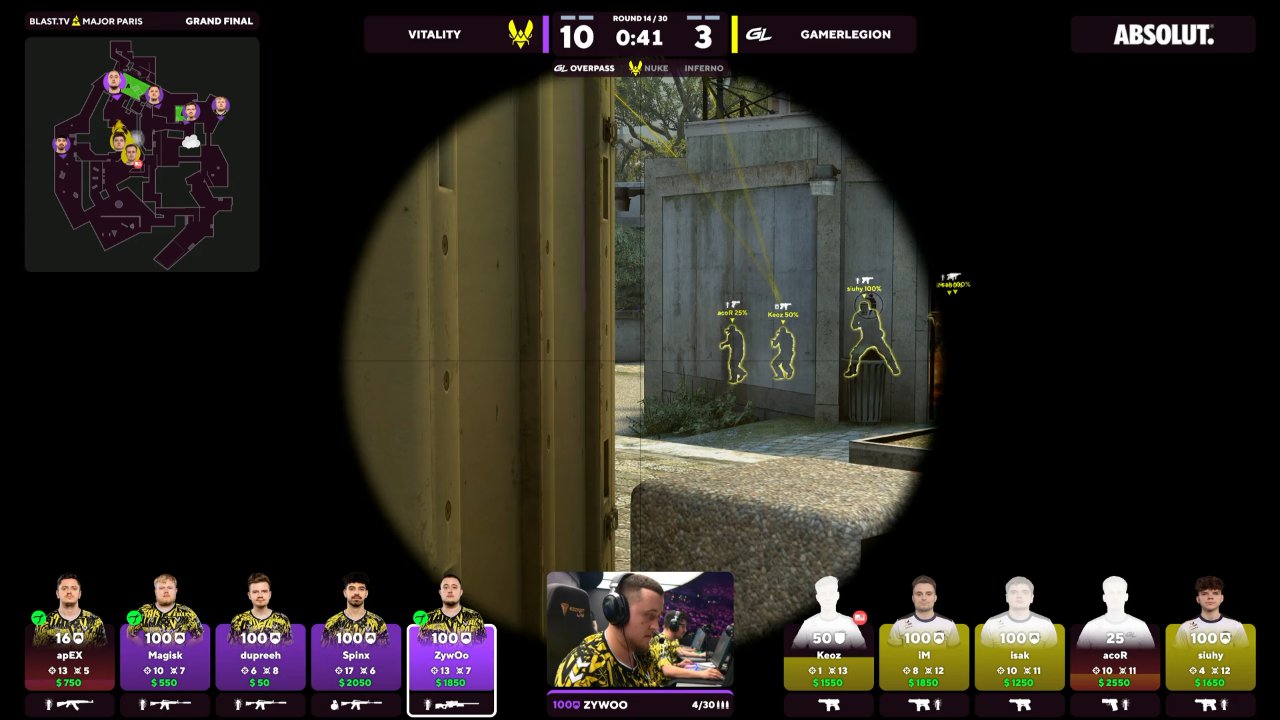 BLAST.TV MAJOR PARIS GRAND FINAL
VITALITY 10 ROUND 14 / 30 0:41 3 GL GAMERLEGION
ABSOLUT.
GL OVERPASS NUKE INFERNO
siuhy 100%
acoR 25% Keoz 50%
16 100 100 100 100
apEX Magisk dupreeh Spinx ZywOo
13 5 10 7 6 8 17 6 13 7
$750 $550 $50 $2050 $1850
100 ZYWOO 4/30
50 100 100 25 100
Keoz iM isak acoR siuhy
1 13 8 12 10 11 10 11 4 12
$1550 $1850 $1250 $2550 $1650